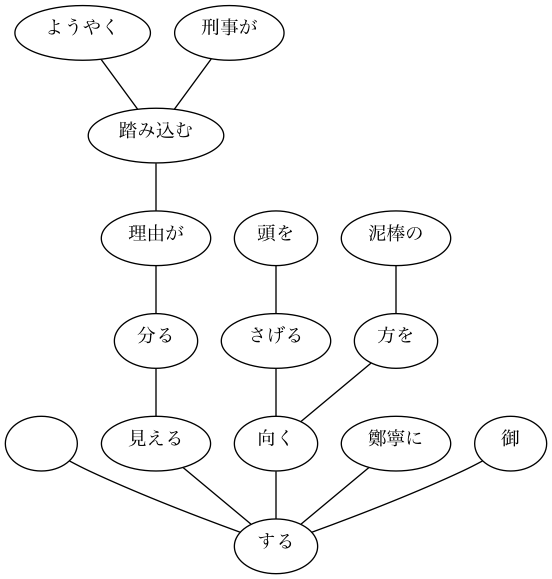 ようやく
刑事が
踏み込む
理由が
頭を
泥棒の
分る
さげる
方を
見える
向く
鄭寧に
御
する